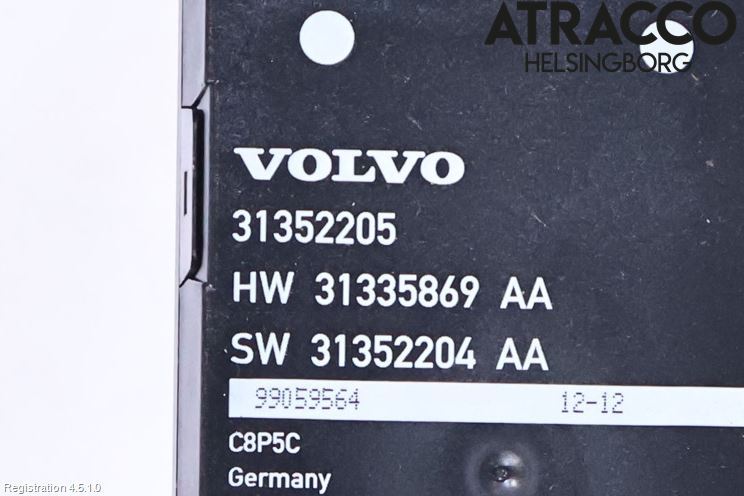 ATRACCO
HELSINGBORG
VOLVO
31352205
HW 31335869 AA
SW 31352204 AA
99059564 12-12
C8P5C
Germany
Registration 4.5.1.0